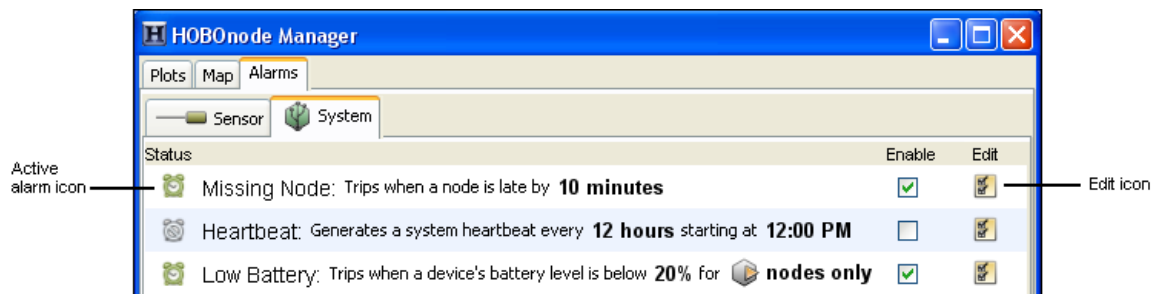 HOBOnode Manager
Plots Map Alarms
Sensor System
Status Enable Edit
Active
alarm icon
Missing Node: Trips when a node is late by 10 minutes
Edit icon
Heartbeat: Generates a system heartbeat every 12 hours starting at 12:00 PM
Low Battery: Trips when a device's battery level is below 20% for nodes only